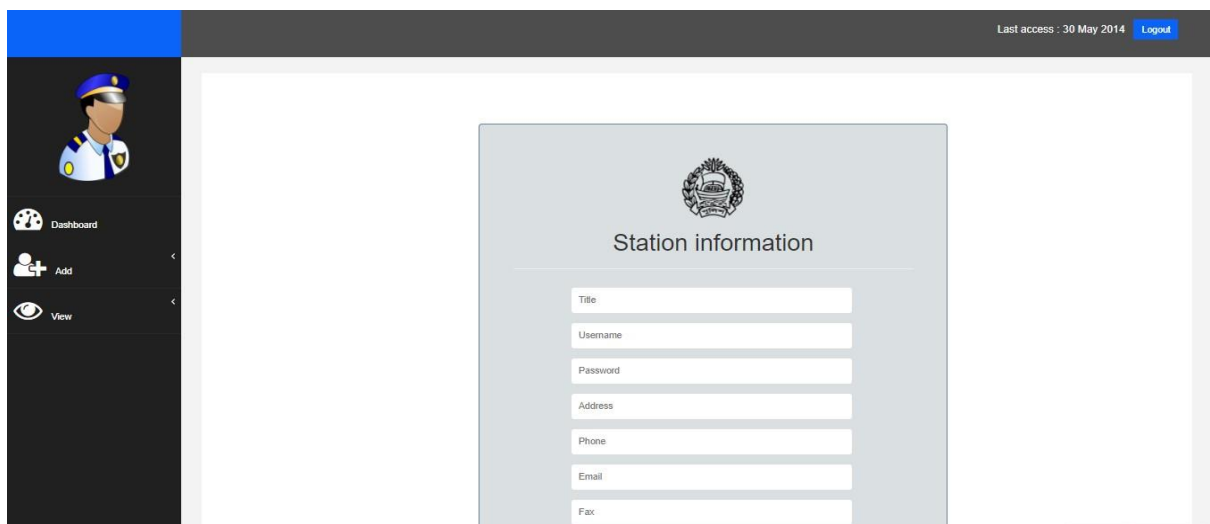 Last access : 30 May 2014 Logout
Dashboard
Add
View
Station information
Title
Username
Password
Address
Phone
Email
Fax